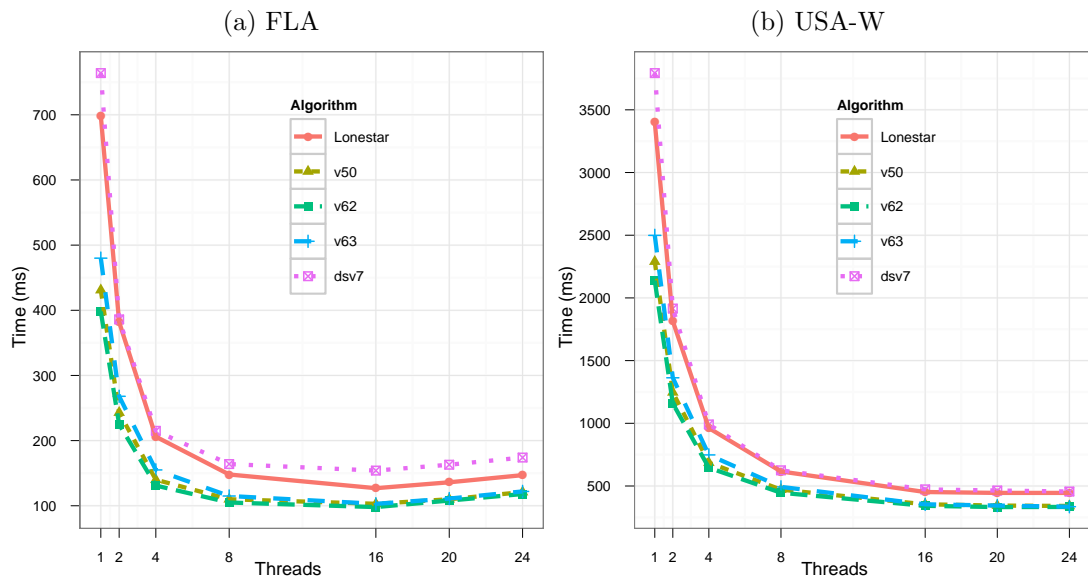 (a) FLA
700
600
500
400
300
200
100
Time (ms)
Algorithm
Lonestar
v50
v62
v63
dsv7
1 2 4 8 16 20 24
Threads
(b) USA-W
3500
3000
2500
2000
1500
1000
500
Time (ms)
Algorithm
Lonestar
v50
v62
v63
dsv7
1 2 4 8 16 20 24
Threads